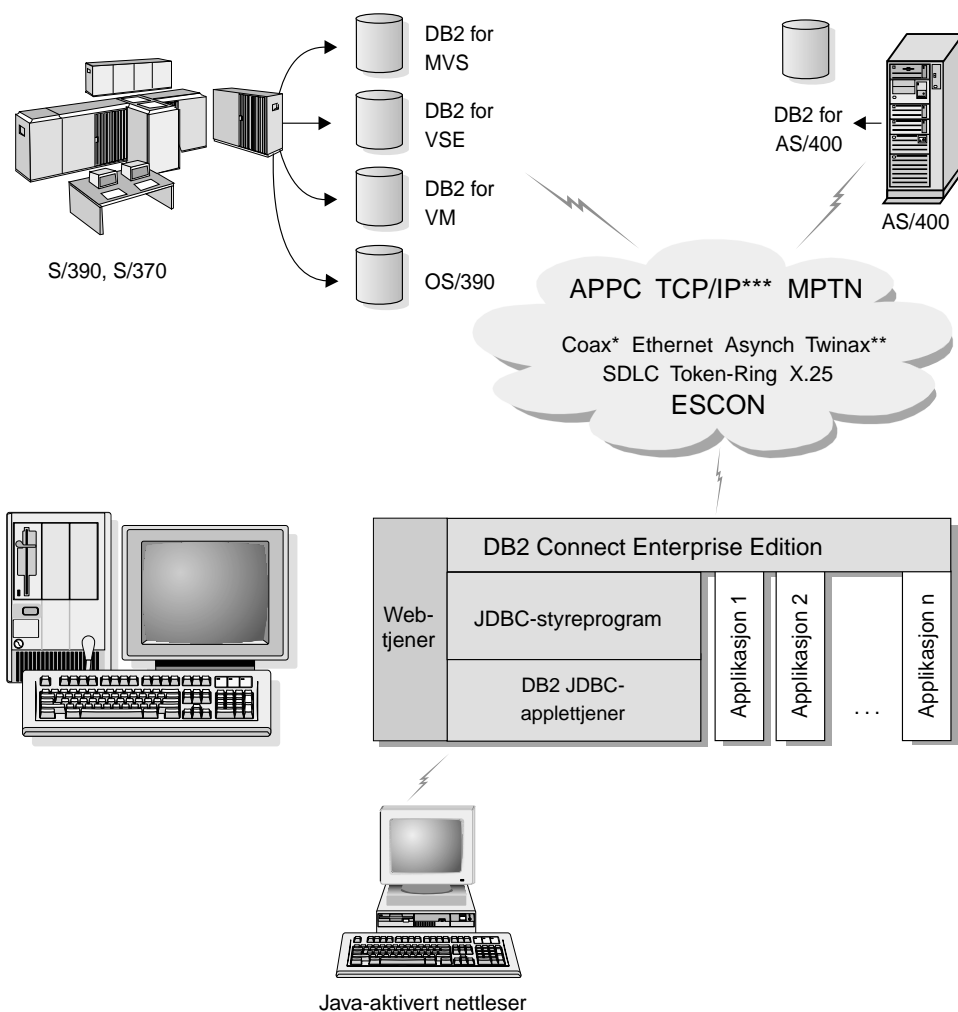 DB2 for
MVS
DB2 for
VSE
DB2 for
VM
OS/390
S/390, S/370
DB2 for
AS/400
AS/400
APPC TCP/IP*** MPTN
Coax* Ethernet Asynch Twinax**
SDLC Token-Ring X.25
ESCON
DB2 Connect Enterprise Edition
Web-
tjener
JDBC-styreprogram
DB2 JDBC-
applettjener
Applikasjon 1
Applikasjon 2
. . .
Applikasjon n
Java-aktivert nettleser